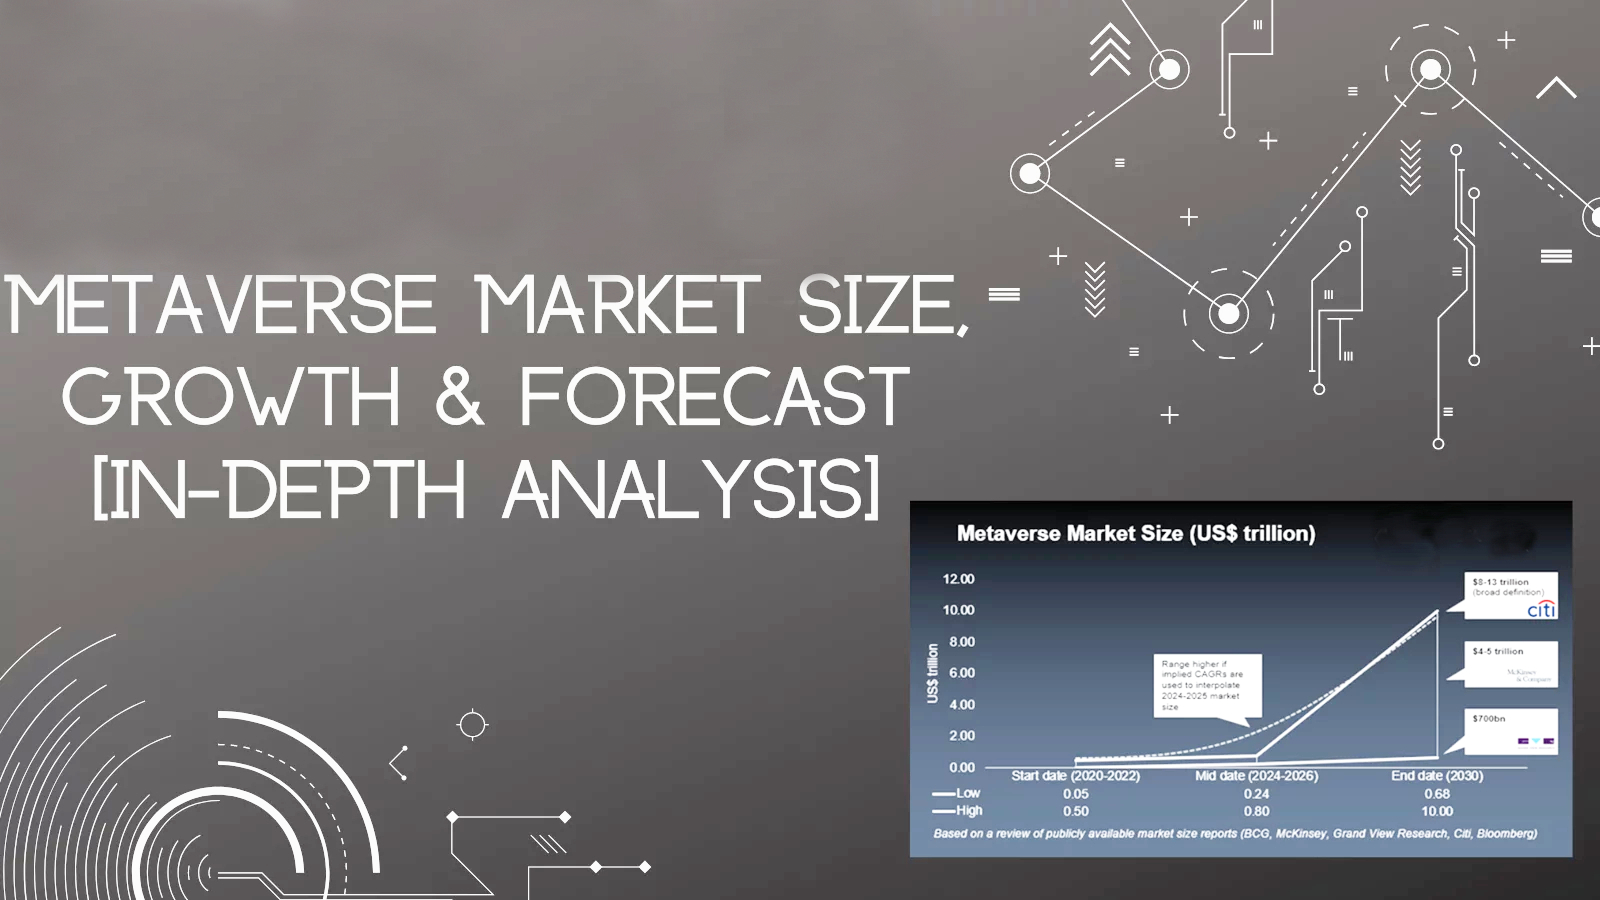 METAVERSE MARKET SIZE,
GROWTH & FORECAST
[IN-DEPTH ANALYSIS]
Metaverse Market Size (US$ trillion)
12.00
10.00
8.00
6.00
4.00
2.00
0.00
US$ trillion
Range higher if
implied CAGRs are
used to interpolate
2024-2025 market
size
$8-13 trillion
(broad definition)
citi
$4-5 trillion
McKinsey
& Company
$700bn
Start date (2020-2022) Mid date (2024-2026) End date (2030)
Low 0.05 0.24 0.68
High 0.50 0.80 10.00
Based on a review of publicly available market size reports (BCG, McKinsey, Grand View Research, Citi, Bloomberg)